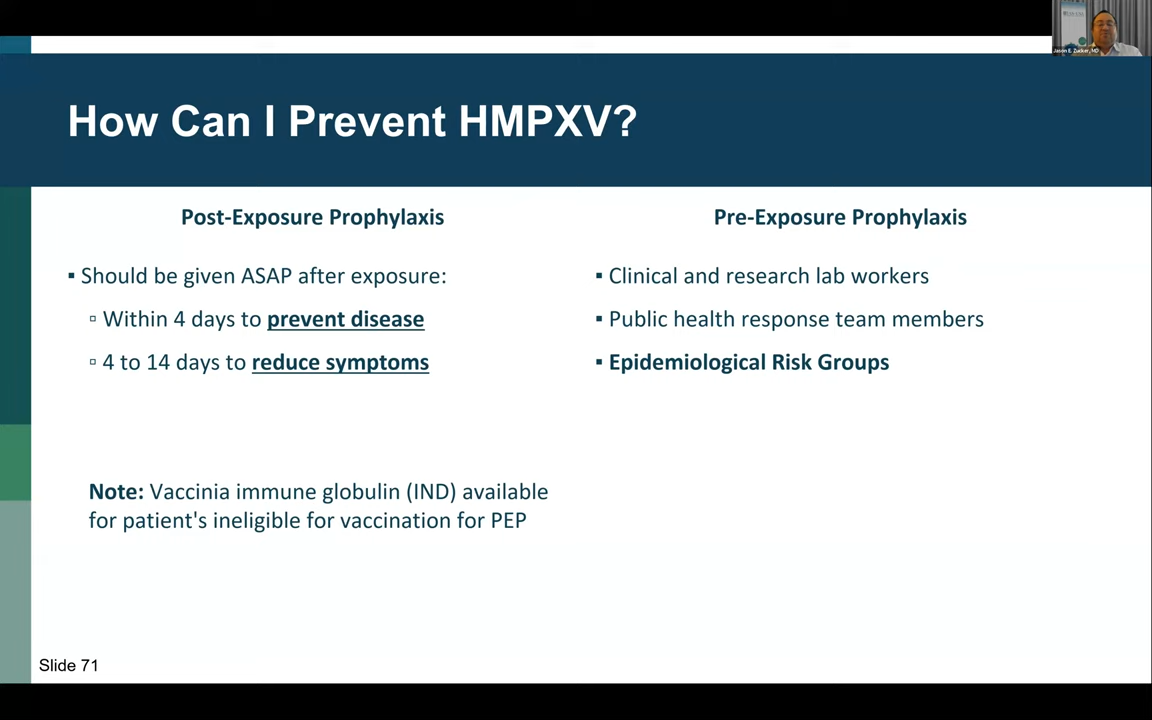 Jason E. Zucker, MD
How Can I Prevent HMPXV?
Post-Exposure Prophylaxis
▪ Should be given ASAP after exposure:
▫ Within 4 days to prevent disease
▫ 4 to 14 days to reduce symptoms
Note: Vaccinia immune globulin (IND) available
for patient's ineligible for vaccination for PEP
Pre-Exposure Prophylaxis
▪ Clinical and research lab workers
▪ Public health response team members
▪ Epidemiological Risk Groups
Slide 71